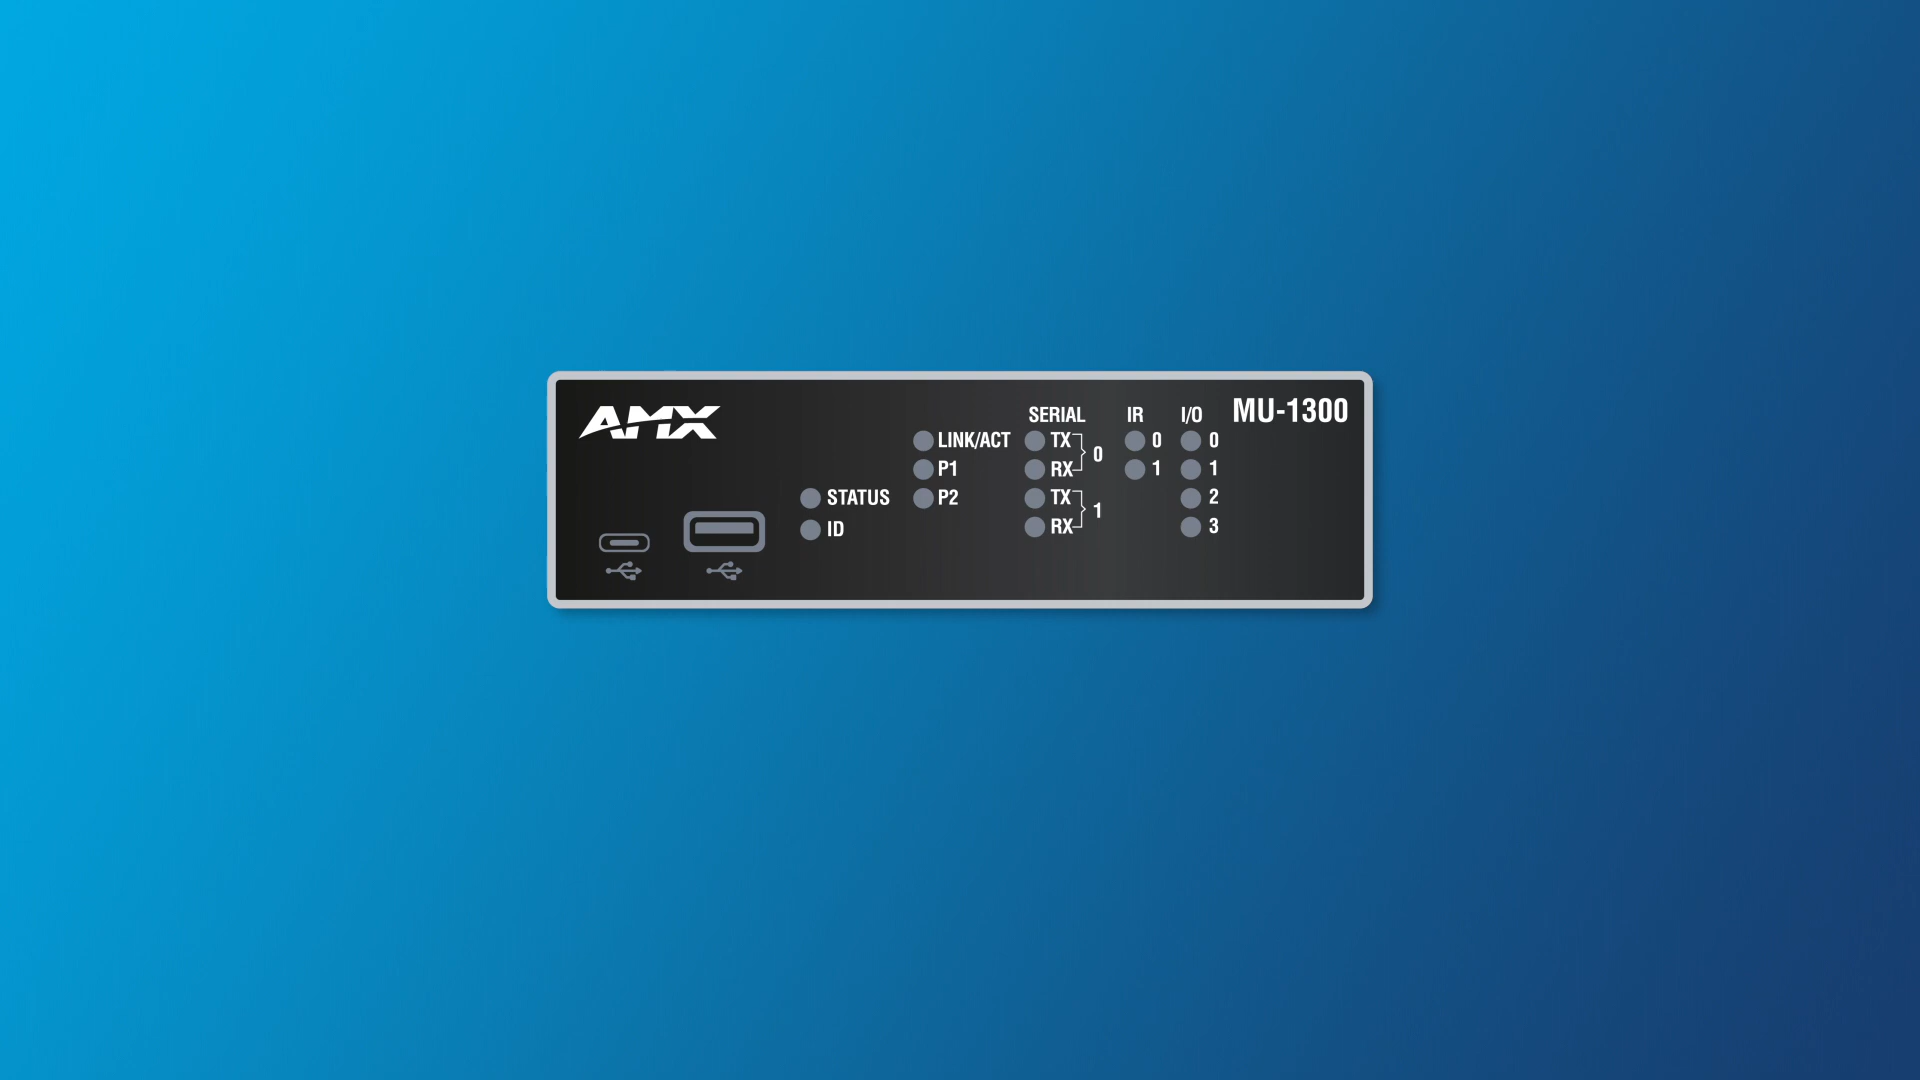 AMX
SERIAL IR I/O MU-1300
LINK/ACT TX 0 0
P1 RX 0 1 1
STATUS P2 TX 2
ID RX 1 3